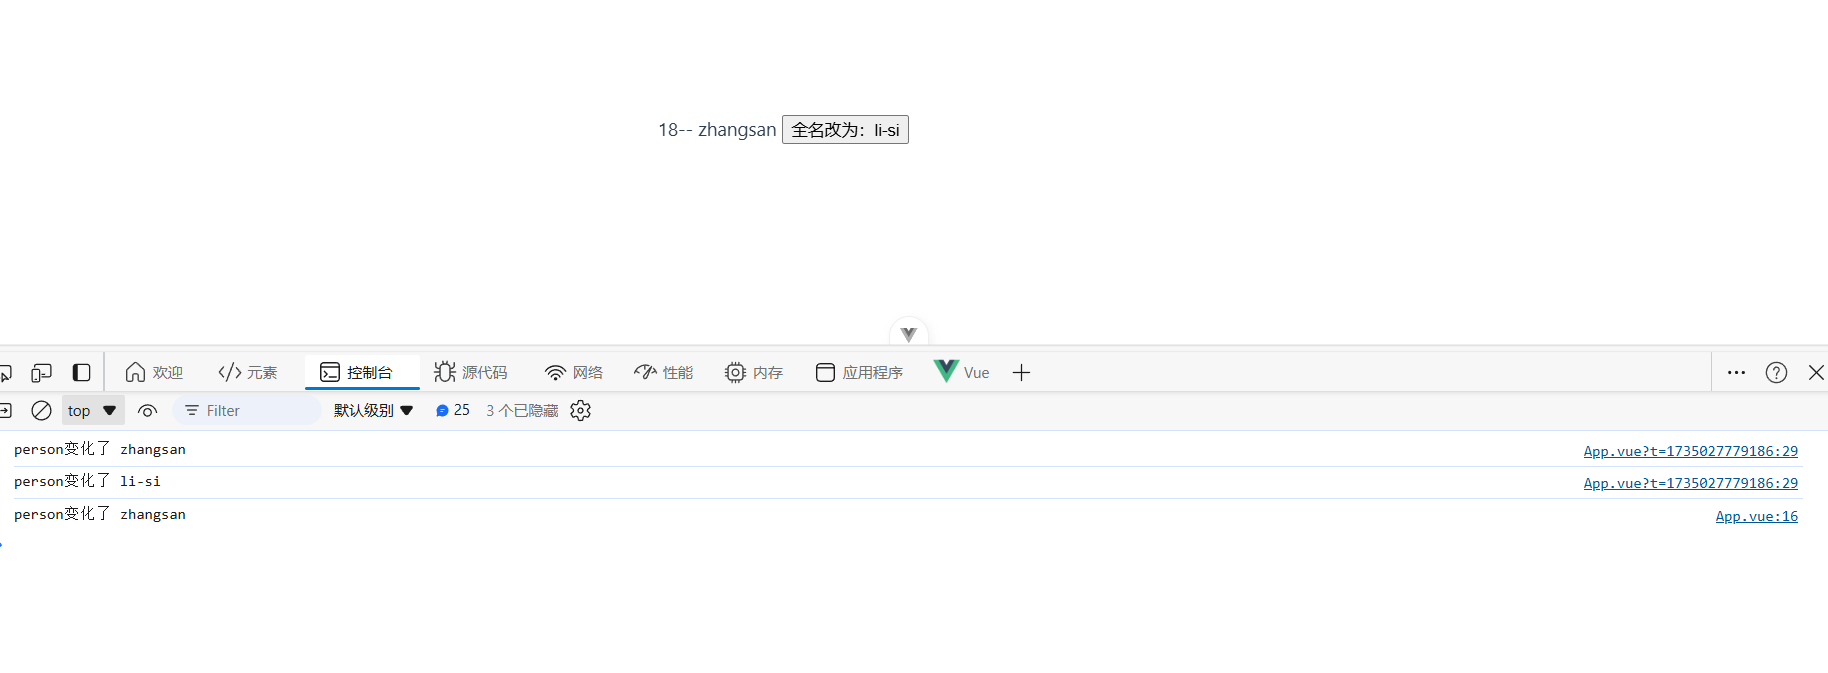 18-- zhangsan 全名改为：li-si
欢迎 元素 控制台 源代码 网络 性能 内存 应用程序 Vue
top Filter 默认级别 25 3 个已隐藏
person变化了 zhangsan App.vue?t=1735027779186:29
person变化了 li-si App.vue?t=1735027779186:29
person变化了 zhangsan App.vue:16